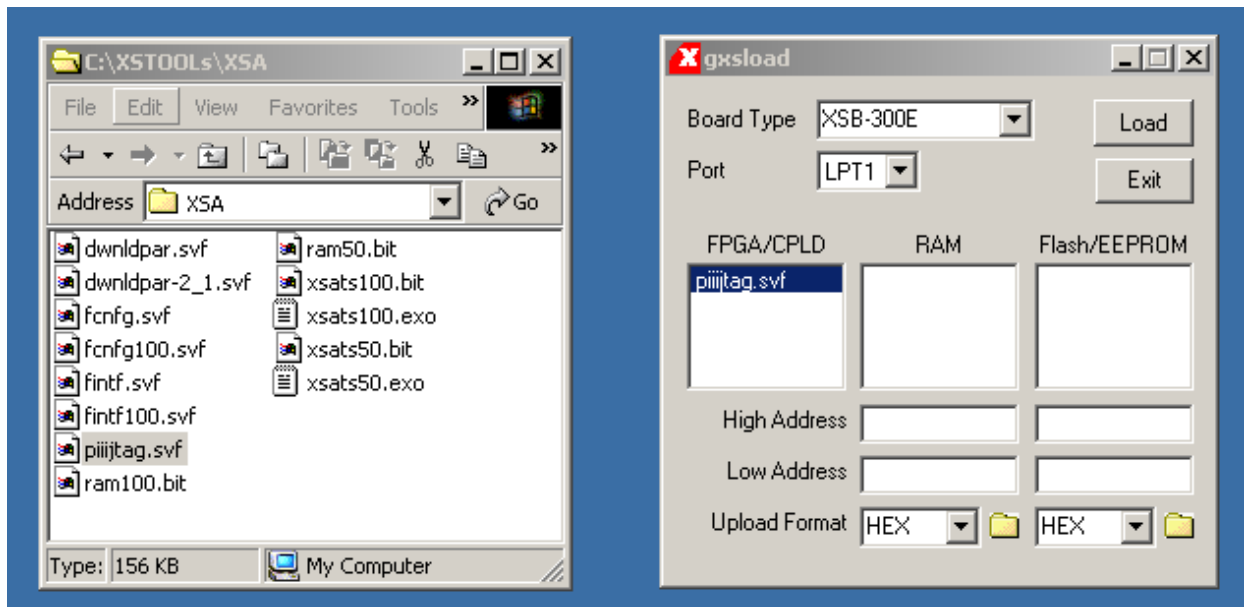 C:\XSTOOLs\XSA
File Edit View Favorites Tools »
»
Address XSA Go
dwnldpar.svf ram50.bit
dwnldpar-2_1.svf xsats100.bit
fcnfg.svf xsats100.exo
fcnfg100.svf xsats50.bit
fintf.svf xsats50.exo
fintf100.svf
piiijtag.svf
ram100.bit
Type: 156 KB My Computer
X gxsload
Board Type XSB-300E Load
Port LPT1 Exit
FPGA/CPLD RAM Flash/EEPROM
piiijtag.svf
High Address
Low Address
Upload Format HEX HEX